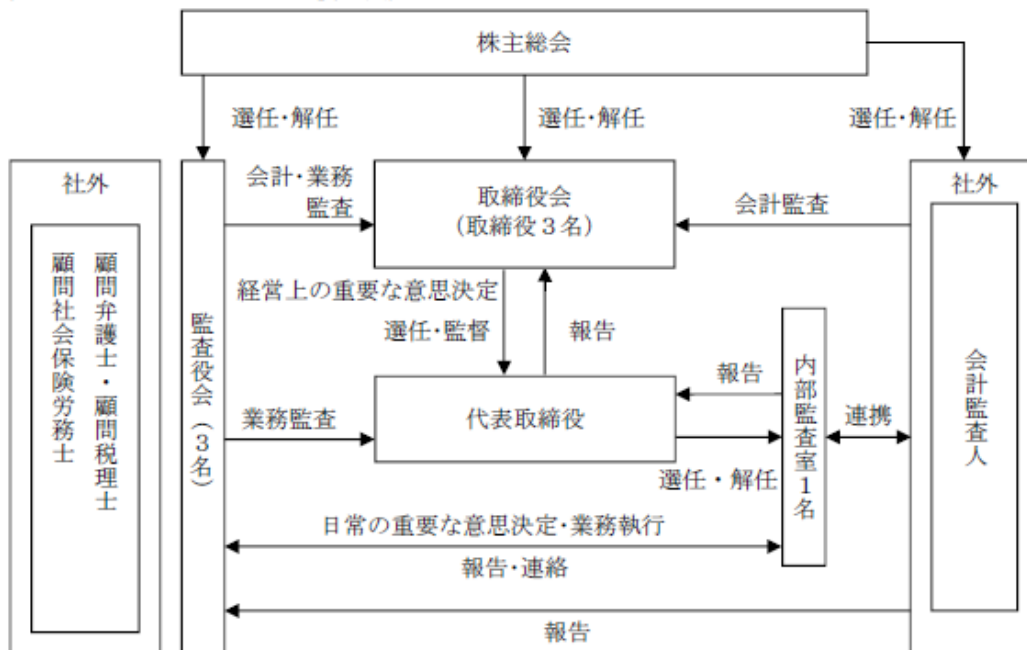 株主総会
選任・解任
選任・解任
選任・解任
社外
顧問弁護士・顧問税理士
顧問社会保険労務士
監査役会（3名）
会計・業務
監査
取締役会
（取締役3名）
会計監査
社外
会計監査人
経営上の重要な意思決定
選任・監督
報告
業務監査
代表取締役
報告
選任・解任
内部監査室1名
連携
日常の重要な意思決定・業務執行
報告・連絡
報告